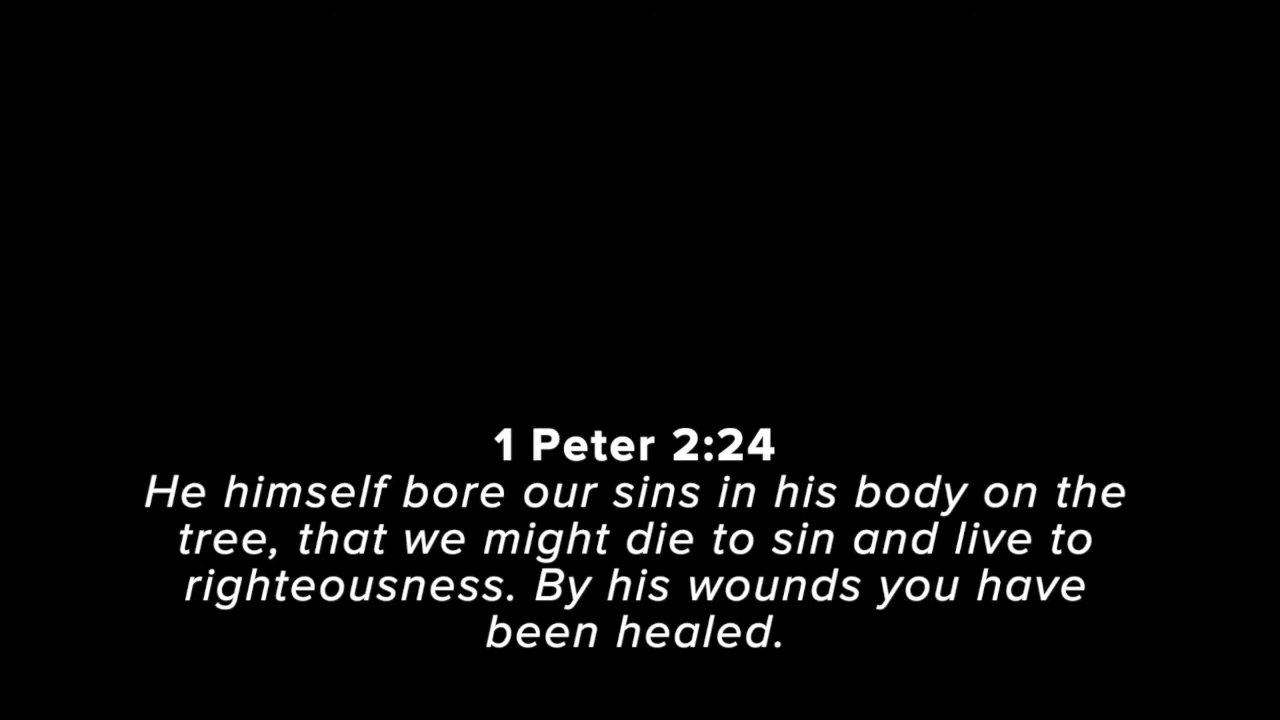 1 Peter 2:24
He himself bore our sins in his body on the
tree, that we might die to sin and live to
righteousness. By his wounds you have
been healed.